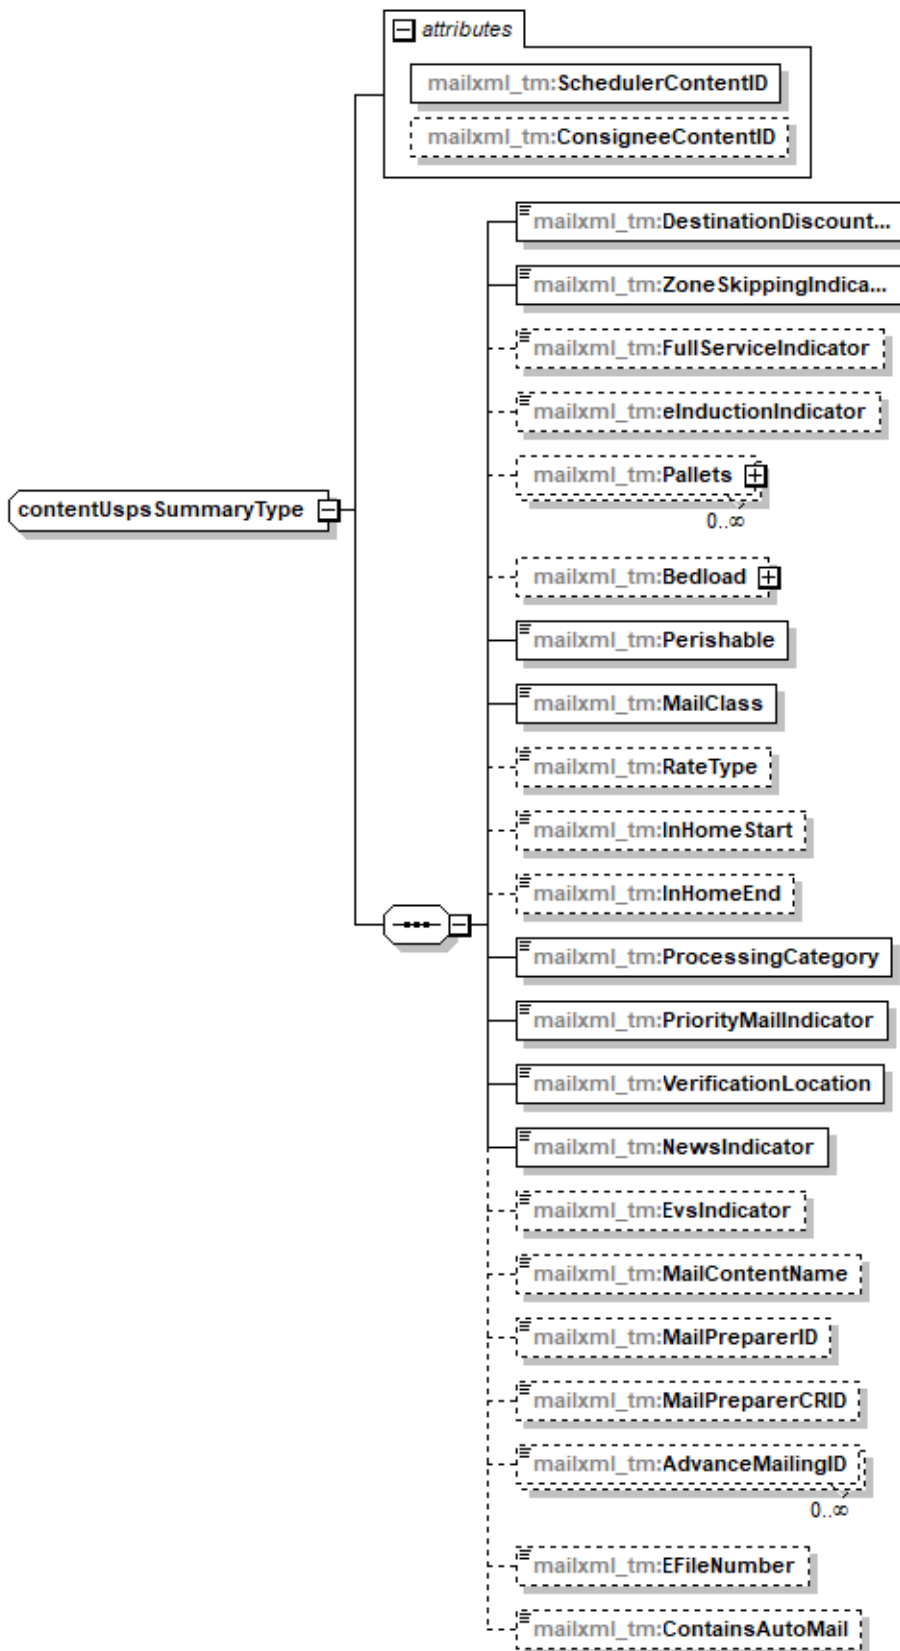 attributes
mailxml_tm:SchedulerContentID
mailxml_tm:ConsigneeContentID
mailxml_tm:DestinationDiscount...
mailxml_tm:ZoneSkippingIndica...
mailxml_tm:FullServiceIndicator
mailxml_tm:eInductionIndicator
mailxml_tm:Pallets
0..∞
contentUspsSummaryType
mailxml_tm:Bedload
mailxml_tm:Perishable
mailxml_tm:MailClass
mailxml_tm:RateType
mailxml_tm:InHomeStart
mailxml_tm:InHomeEnd
mailxml_tm:ProcessingCategory
mailxml_tm:PriorityMailIndicator
mailxml_tm:VerificationLocation
mailxml_tm:NewsIndicator
mailxml_tm:EvsIndicator
mailxml_tm:MailContentName
mailxml_tm:MailPreparerID
mailxml_tm:MailPreparerCRID
mailxml_tm:AdvanceMailingID
0..∞
mailxml_tm:EFileNumber
mailxml_tm:ContainsAutoMail